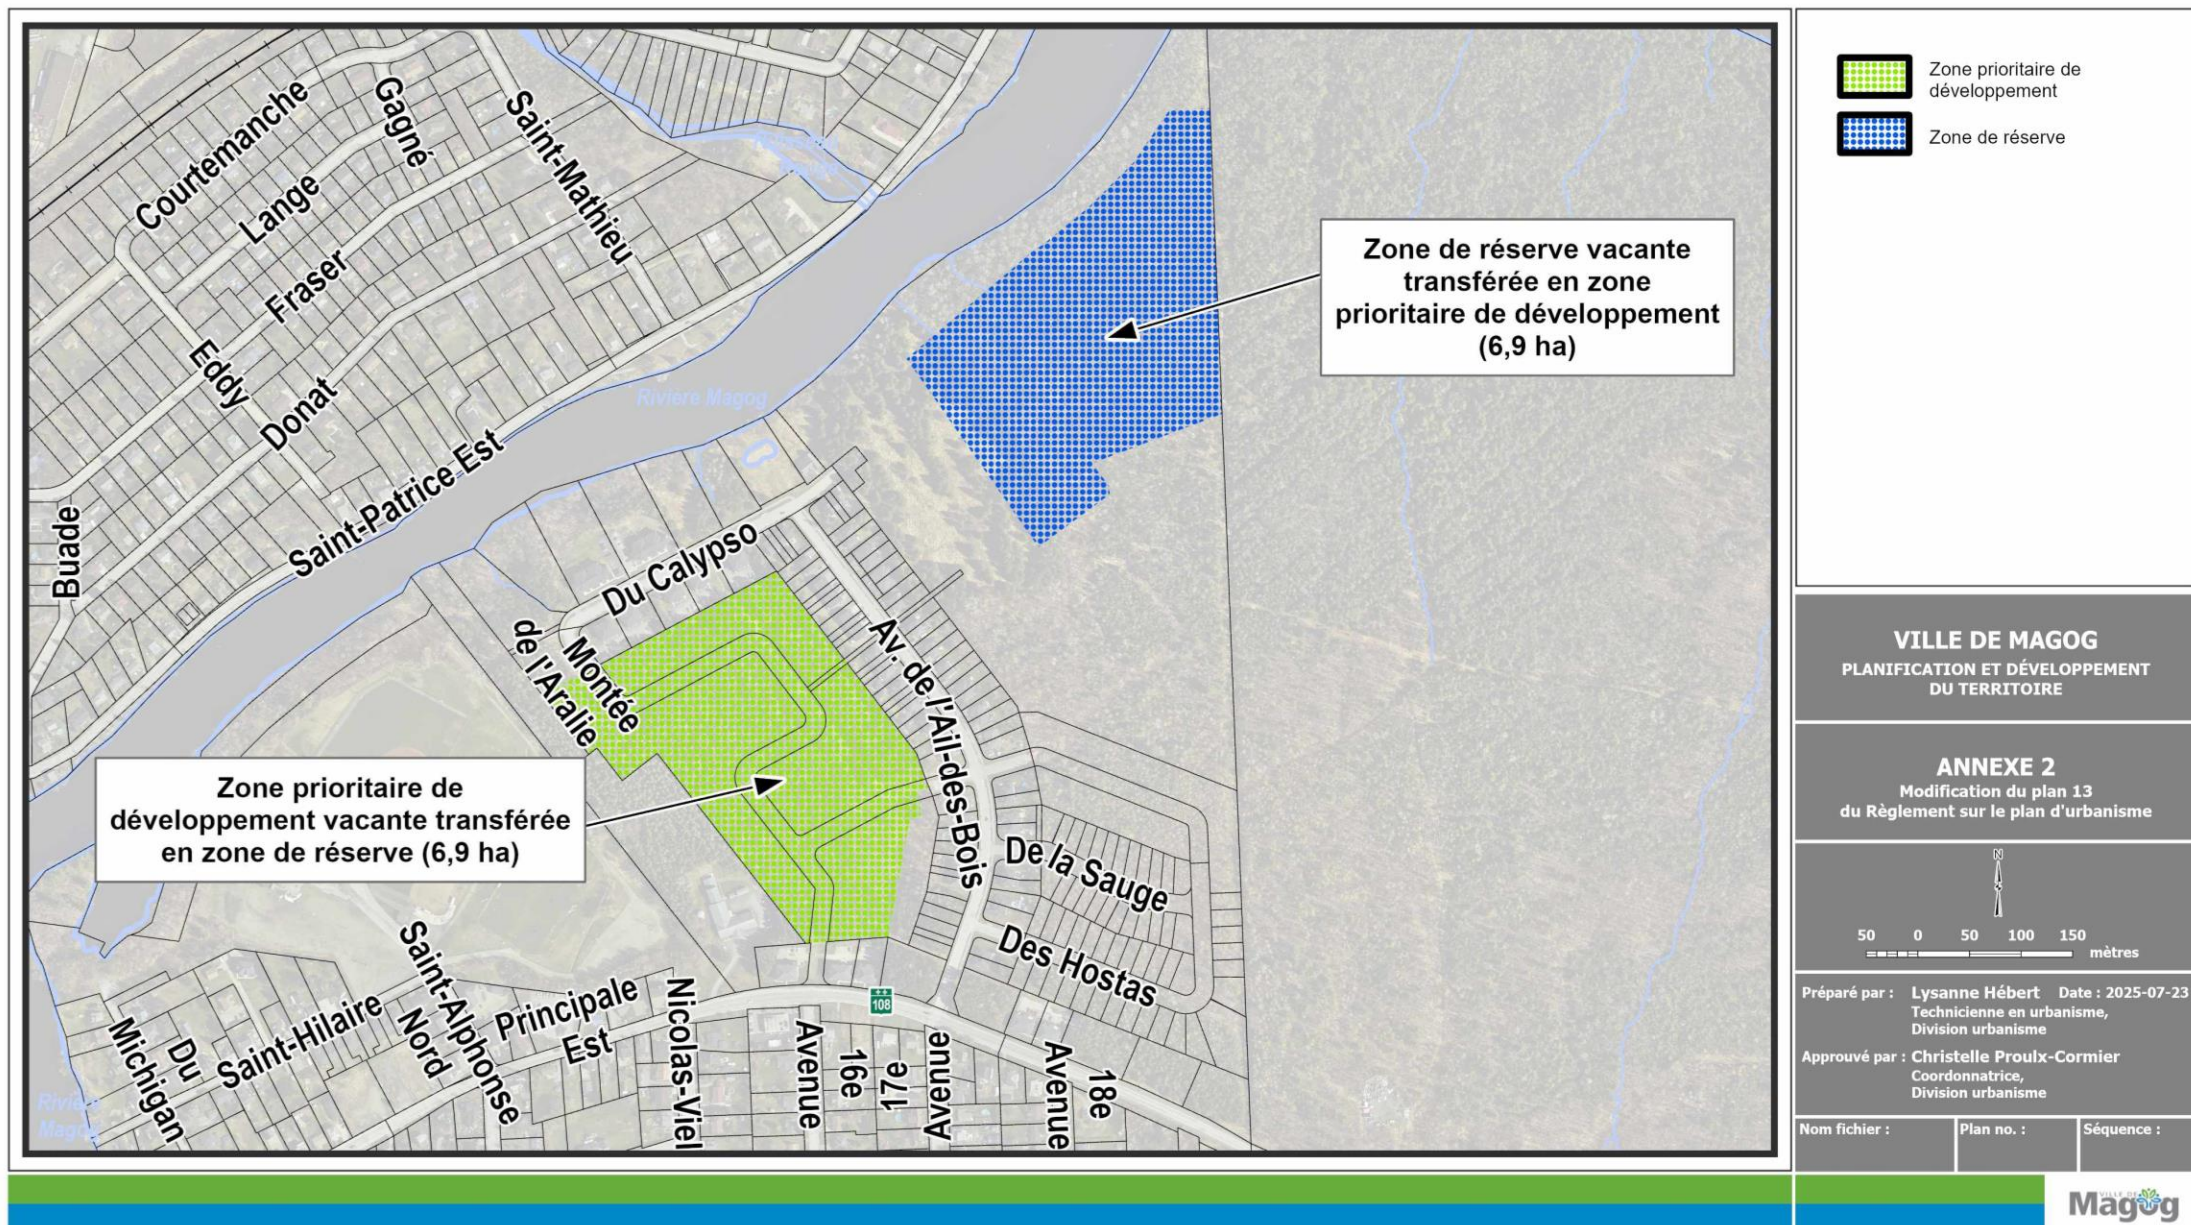 Courtemanche
Gagné
Saint-Mathieu
Lange
Fraser
Eddy
Donat
Saint-Patrice Est
Bruade
Rivière Magog
Zone de réserve vacante
transférée en zone
prioritaire de développement
(6,9 ha)
Du Calypso
Montée
de l'Aralie
Av. de l'Ail-des-Bois
Zone prioritaire de
développement vacante transférée
en zone de réserve (6,9 ha)
De la Sauge
Des Hostas
Saint-Hilaire
Saint-Alphonse
Nord
Principale
Est
Nicolas-Viel
Du
Michigan
108
16e
Avenue
17e
Avenue
18e
Avenue
Rivière
Magog
Zone prioritaire de
développement
Zone de réserve
VILLE DE MAGOG
PLANIFICATION ET DÉVELOPPEMENT
DU TERRITOIRE
ANNEXE 2
Modification du plan 13
du Règlement sur le plan d'urbanisme
N
50 0 50 100 150
mètres
Préparé par : Lysanne Hébert Date : 2025-07-23
Technicienne en urbanisme,
Division urbanisme
Approuvé par : Christelle Proulx-Cormier
Coordonnatrice,
Division urbanisme
Nom fichier : Plan no. : Séquence :
VILLE DE
Magog